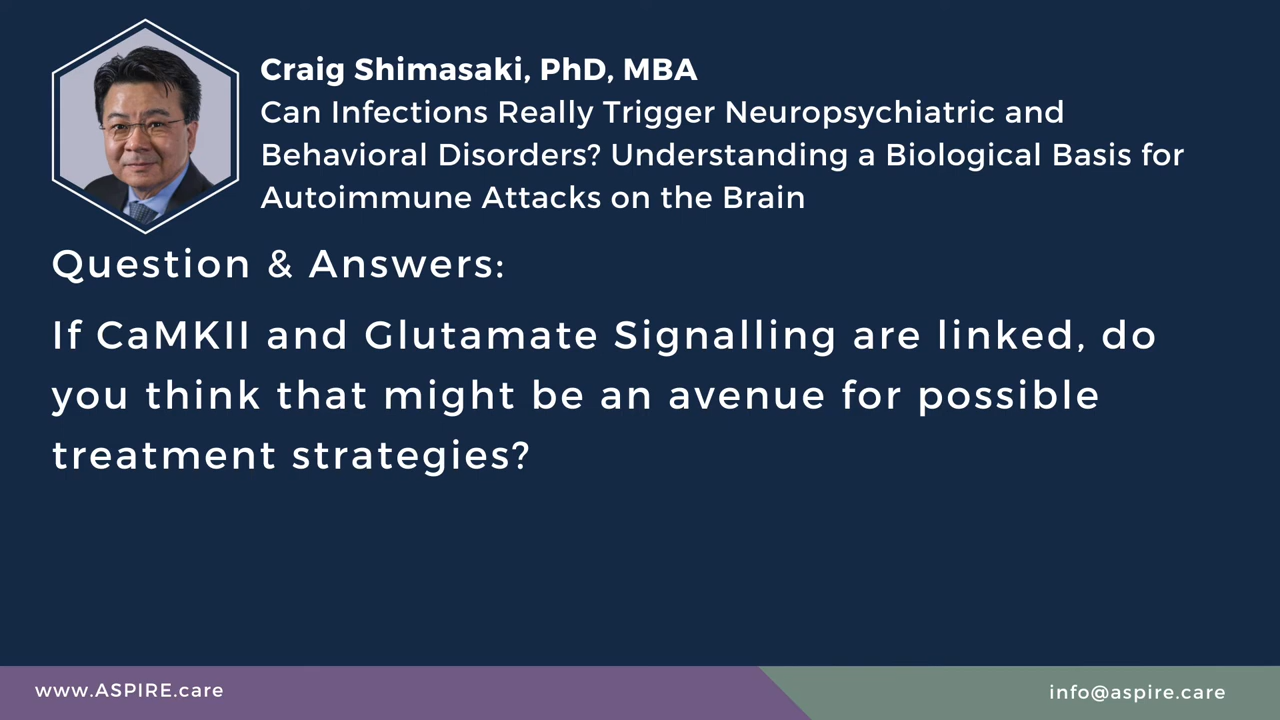 Craig Shimasaki, PhD, MBA
Can Infections Really Trigger Neuropsychiatric and
Behavioral Disorders? Understanding a Biological Basis for
Autoimmune Attacks on the Brain
Question & Answers:
If CaMKII and Glutamate Signalling are linked, do
you think that might be an avenue for possible
treatment strategies?
www.ASPIRE.care
info@aspire.care